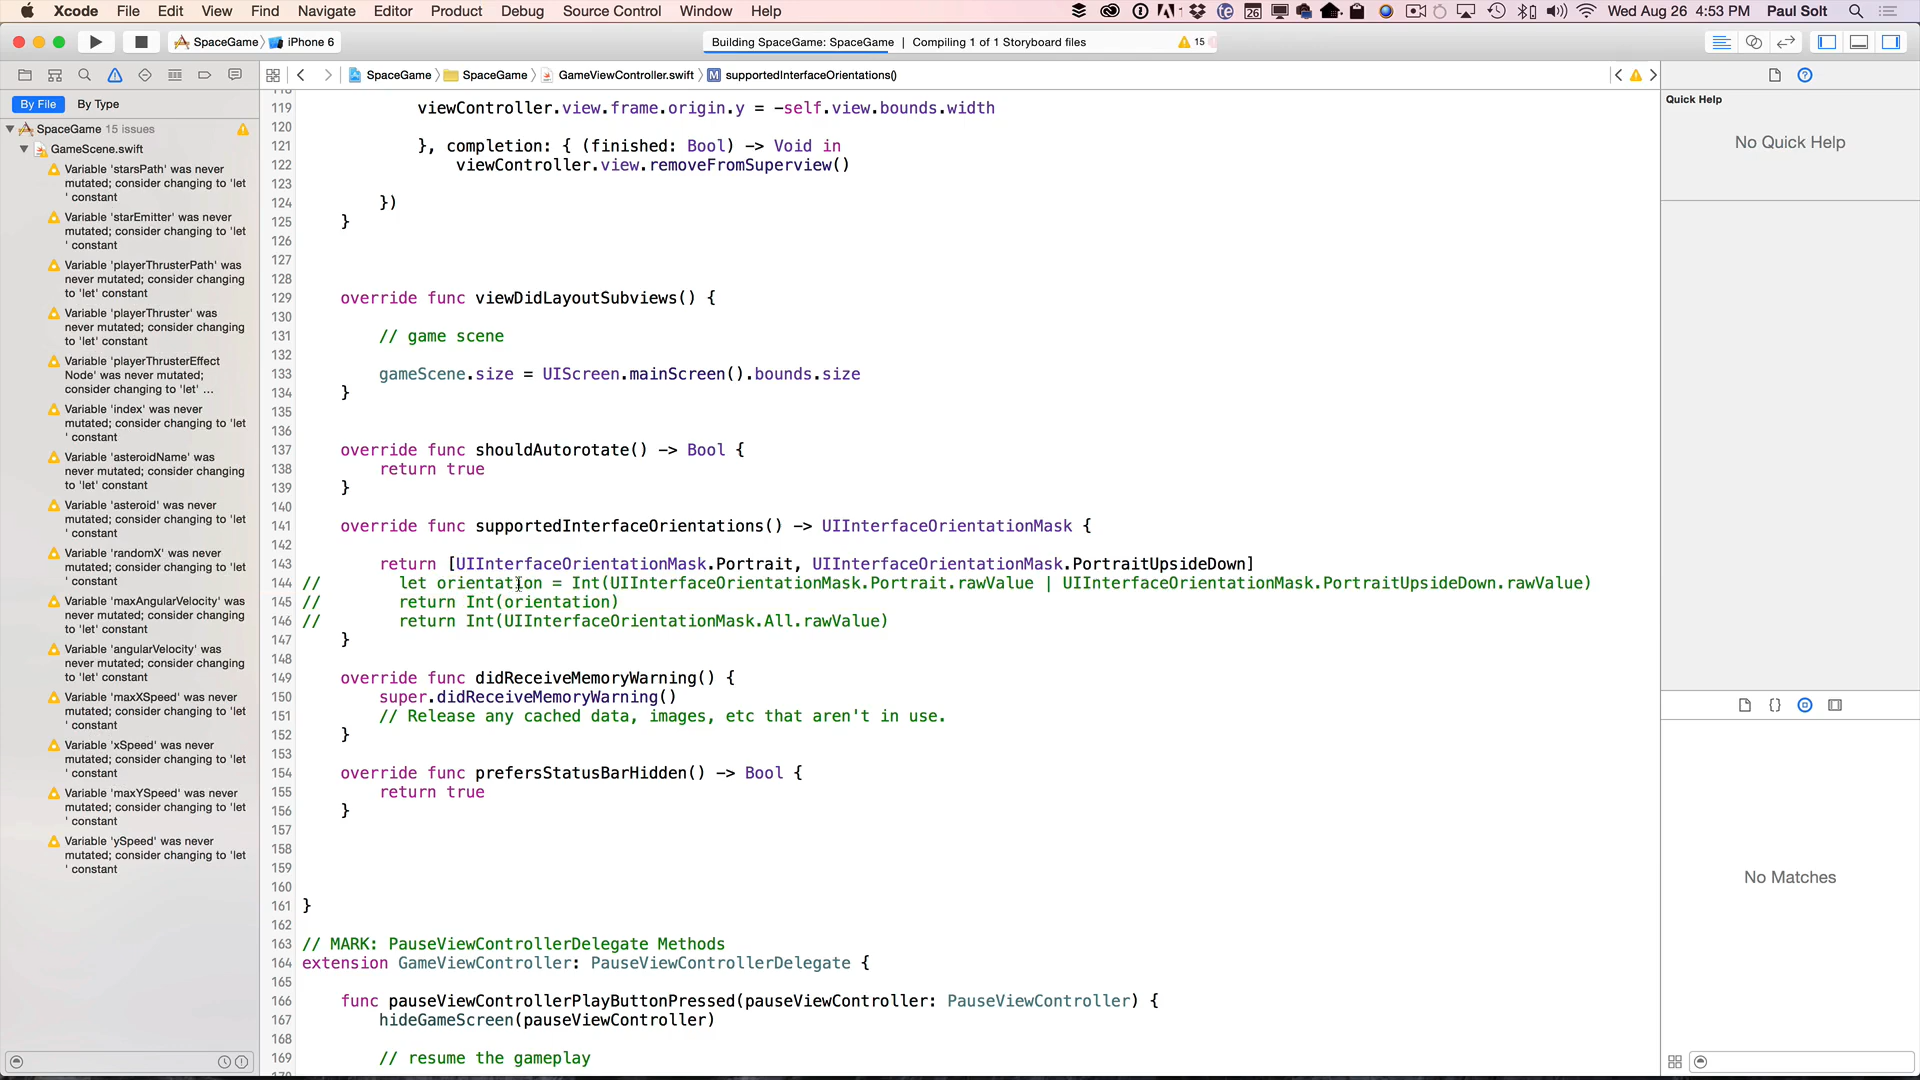 Xcode File Edit View Find Navigate Editor Product Debug Source Control Window Help 1 26 Wed Aug 26 4:53 PM Paul Solt
SpaceGame iPhone 6
Building SpaceGame: SpaceGame | Compiling 1 of 1 Storyboard files 15
SpaceGame SpaceGame GameViewController.swift M supportedInterfaceOrientations()
By File By Type
SpaceGame 15 issues
GameScene.swift
Variable 'starsPath' was never
mutated; consider changing to 'let
' constant
Variable 'starEmitter' was never
mutated; consider changing to 'let
' constant
Variable 'playerThrusterPath' was
never mutated; consider changing
to 'let' constant
Variable 'playerThruster' was
never mutated; consider changing
to 'let' constant
Variable 'playerThrusterEffect
Node' was never mutated;
consider changing to 'let' ...
Variable 'index' was never
mutated; consider changing to 'let
' constant
Variable 'asteroidName' was
never mutated; consider changing
to 'let' constant
Variable 'asteroid' was never
mutated; consider changing to 'let
' constant
Variable 'randomX' was never
mutated; consider changing to 'let
' constant
Variable 'maxAngularVelocity' was
never mutated; consider changing
to 'let' constant
Variable 'angularVelocity' was
never mutated; consider changing
to 'let' constant
Variable 'maxXSpeed' was never
mutated; consider changing to 'let
' constant
Variable 'xSpeed' was never
mutated; consider changing to 'let
' constant
Variable 'maxYSpeed' was never
mutated; consider changing to 'let
' constant
Variable 'ySpeed' was never
mutated; consider changing to 'let
' constant
119 viewController.view.frame.origin.y = -self.view.bounds.width
120
121 }, completion: { (finished: Bool) -> Void in
122 viewController.view.removeFromSuperview()
123
124 })
125 }
126
127
128
129 override func viewDidLayoutSubviews() {
130
131 // game scene
132
133 gameScene.size = UIScreen.mainScreen().bounds.size
134 }
135
136
137 override func shouldAutorotate() -> Bool {
138 return true
139 }
140
141 override func supportedInterfaceOrientations() -> UIInterfaceOrientationMask {
142
143 return [UIInterfaceOrientationMask.Portrait, UIInterfaceOrientationMask.PortraitUpsideDown]
144 // let orientation = Int(UIInterfaceOrientationMask.Portrait.rawValue | UIInterfaceOrientationMask.PortraitUpsideDown.rawValue)
145 // return Int(orientation)
146 // return Int(UIInterfaceOrientationMask.All.rawValue)
147 }
148
149 override func didReceiveMemoryWarning() {
150 super.didReceiveMemoryWarning()
151 // Release any cached data, images, etc that aren't in use.
152 }
153
154 override func prefersStatusBarHidden() -> Bool {
155 return true
156 }
157
158
159
160
161 }
162
163 // MARK: PauseViewControllerDelegate Methods
164 extension GameViewController: PauseViewControllerDelegate {
165
166 func pauseViewControllerPlayButtonPressed(pauseViewController: PauseViewController) {
167 hideGameScreen(pauseViewController)
168
169 // resume the gameplay
Quick Help
No Quick Help
No Matches